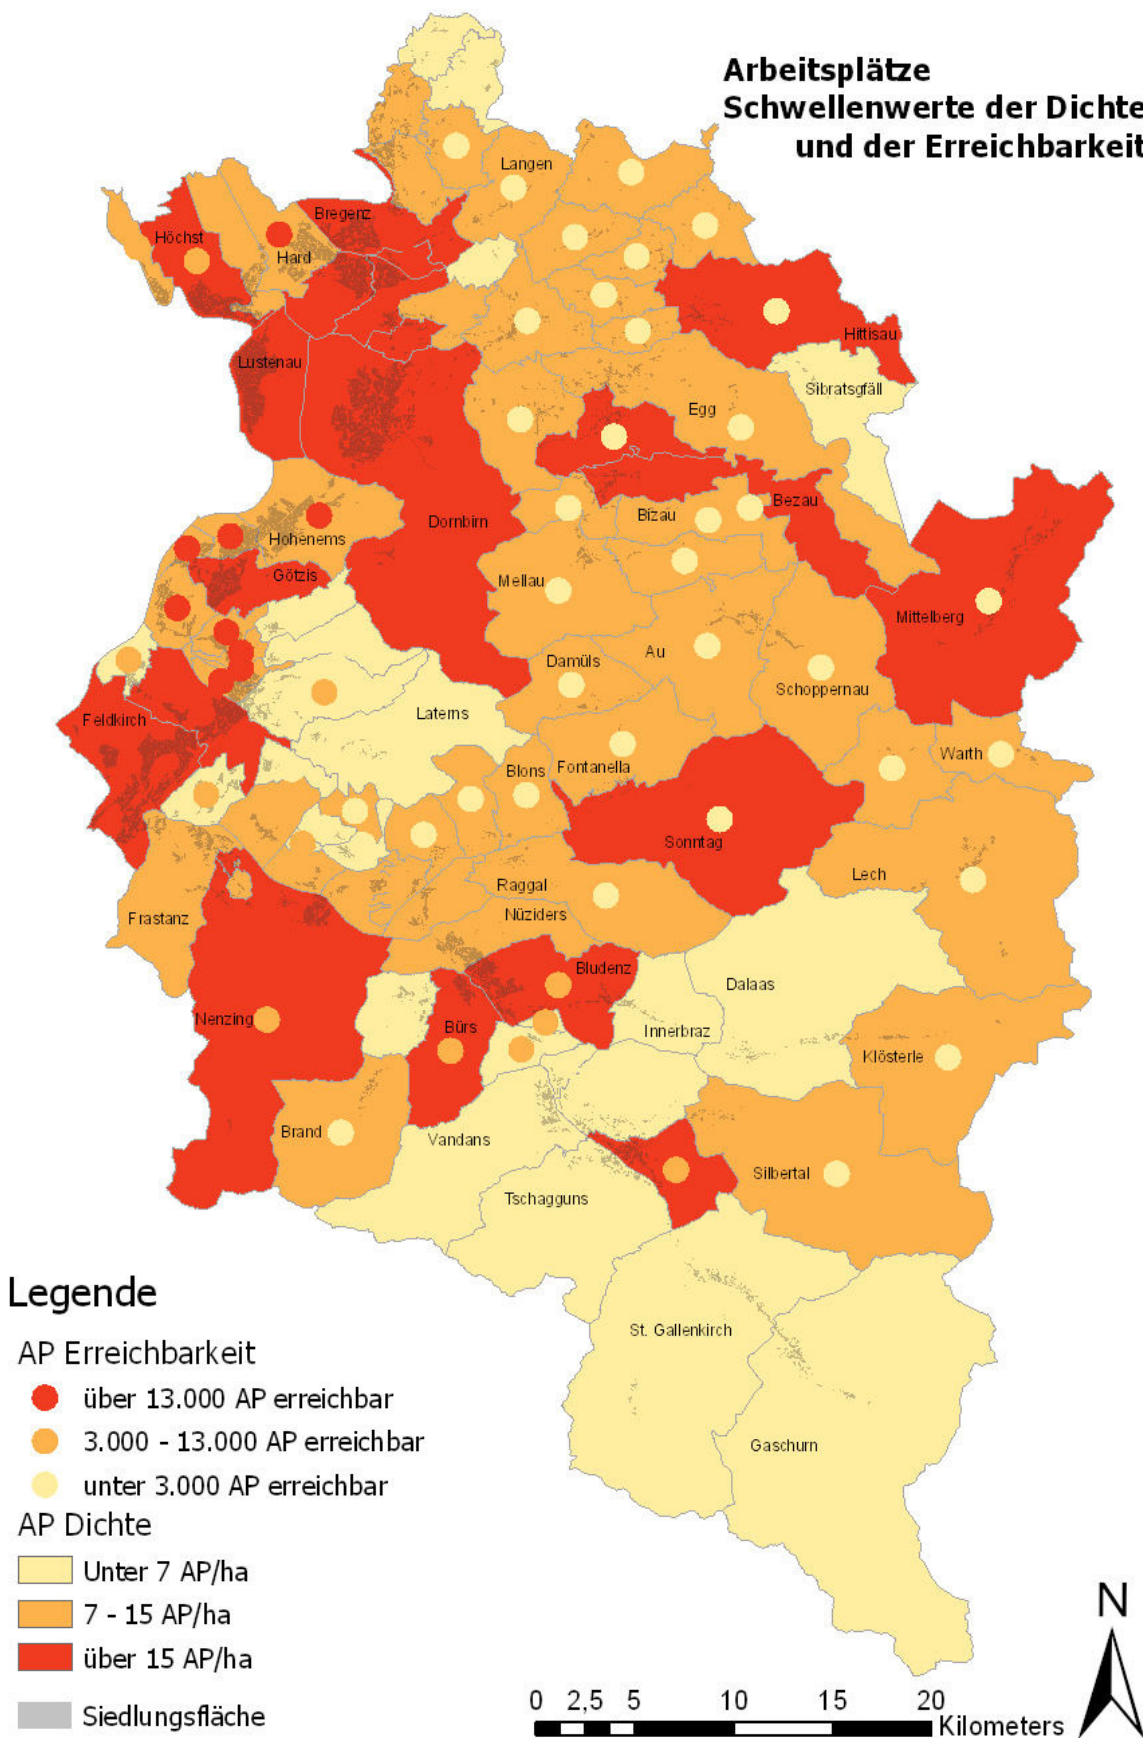 Arbeitsplätze
Schwellenwerte der Dichte
und der Erreichbarkeit
Langen
Bregenz
Höchst
Hard
Hittisau
Lustenau
Sibratsgfäll
Egg
Bezau
Bizau
Dornbirn
Hohenems
Götzis
Mellau
Mittelberg
Au
Damüls
Schoppernau
Laterns
Feldkirch
Warth
Blons
Fontanella
Sonntag
Lech
Raggal
Nüziders
Frastanz
Bludenz
Dalaas
Nenzing
Bürs
Innerbraz
Klösterle
Brand
Vandans
Silbertal
Tschagguns
St. Gallenkirch
Gaschurn
Legende
AP Erreichbarkeit
über 13.000 AP erreichbar
3.000 - 13.000 AP erreichbar
unter 3.000 AP erreichbar
AP Dichte
Unter 7 AP/ha
7 - 15 AP/ha
über 15 AP/ha
Siedlungsfläche
N
0 2,5 5 10 15 20
Kilometers